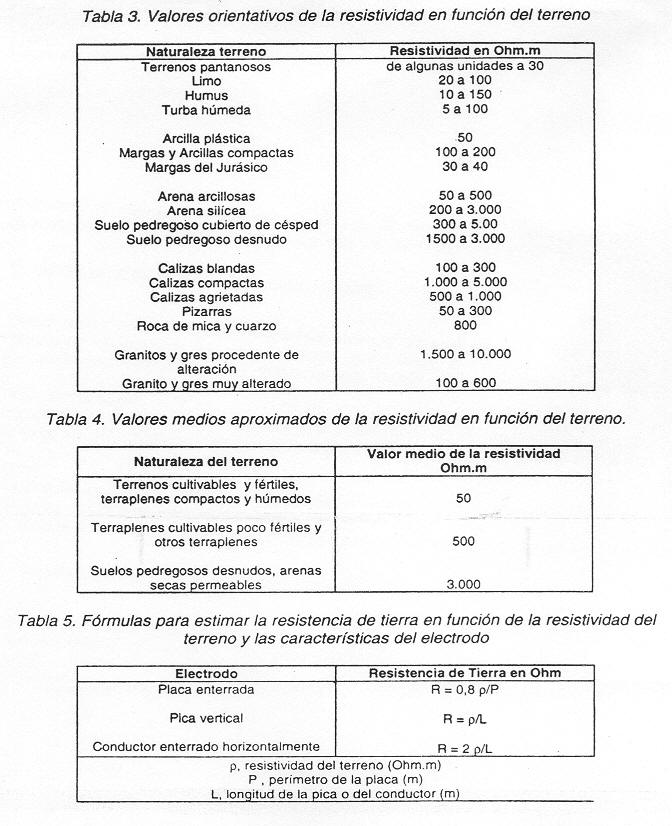 Tabla 3. Valores orientativos de la resistividad en función del terreno
Naturaleza terreno Resistividad en Ohm.m
Terrenos pantanosos de algunas unidades a 30
Limo 20 a 100
Humus 10 a 150
Turba húmeda 5 a 100
Arcilla plástica 50
Margas y Arcillas compactas 100 a 200
Margas del Jurásico 30 a 40
Arena arcillosas 50 a 500
Arena silícea 200 a 3.000
Suelo pedregoso cubierto de césped 300 a 5.00
Suelo pedregoso desnudo 1500 a 3.000
Calizas blandas 100 a 300
Calizas compactas 1.000 a 5.000
Calizas agrietadas 500 a 1.000
Pizarras 50 a 300
Roca de mica y cuarzo 800
Granitos y gres procedente de 1.500 a 10.000
alteración
Granito y gres muy alterado 100 a 600
Tabla 4. Valores medios aproximados de la resistividad en función del terreno.
Naturaleza del terreno Valor medio de la resistividad
Ohm.m
Terrenos cultivables y fértiles,
terraplenes compactos y húmedos 50
Terraplenes cultivables poco fértiles y
otros terraplenes 500
Suelos pedregosos desnudos, arenas
secas permeables 3.000
Tabla 5. Fórmulas para estimar la resistencia de tierra en función de la resistividad del
terreno y las características del electrodo
Electrodo Resistencia de Tierra en Ohm
Placa enterrada R = 0,8 ρ/P
Pica vertical R = ρ/L
Conductor enterrado horizontalmente R = 2 ρ/L
ρ, resistividad del terreno (Ohm.m)
P , perímetro de la placa (m)
L, longitud de la pica o del conductor (m)